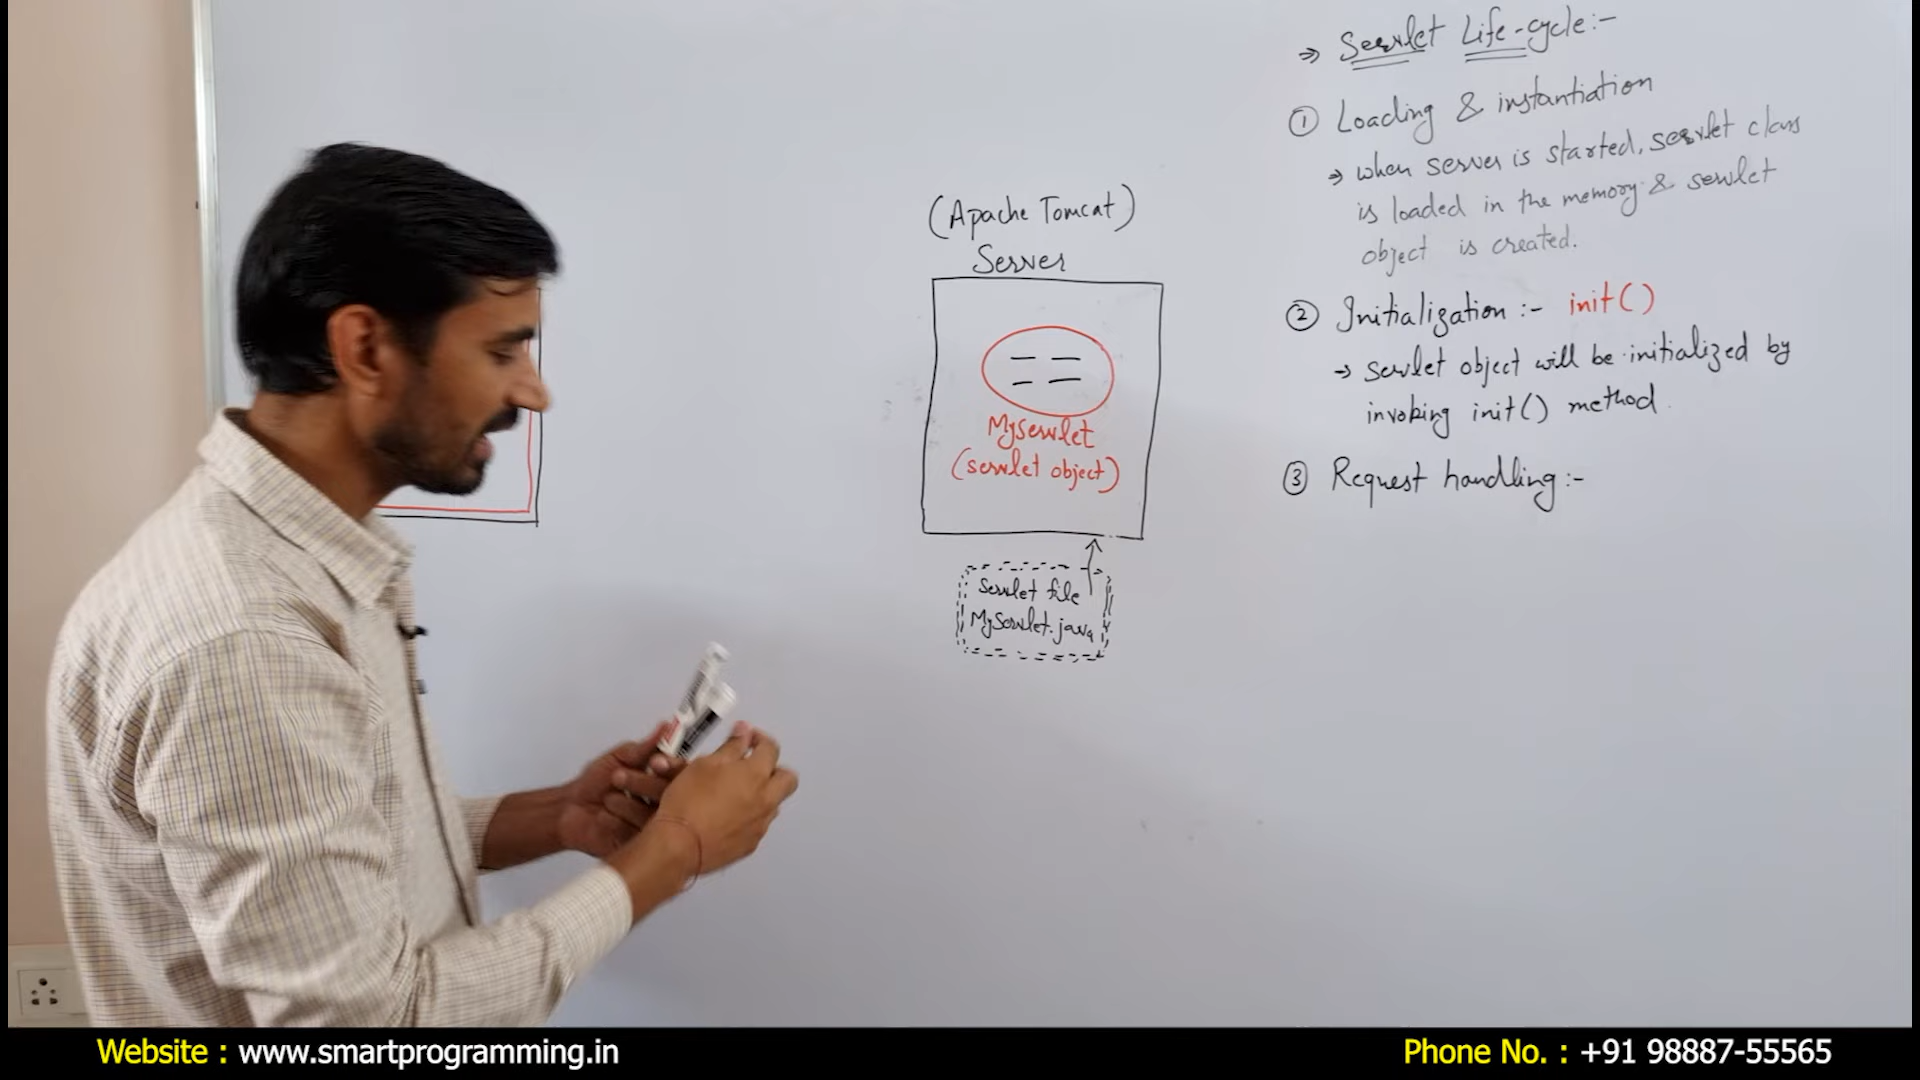 (Apache Tomcat)
Server
MyServlet
(servlet object)
Servlet file
MyServlet.java
⇒ Servlet Life-cycle:-
① Loading & instantiation
→ when server is started, servlet class
is loaded in the memory & servlet
object is created.
② Initialization :- init()
→ Servlet object will be initialized by
invoking init() method.
③ Request handling :-
Website : www.smartprogramming.in
Phone No. : +91 98887-55565